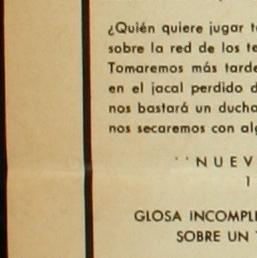 ¿Quién quiere jugar t
sobre la red de los te
Tomaremos más tarde
en el jacal perdido d
nos bastará un ducha
nos secaremos con alg
''NUEV
1
GLOSA INCOMPL
SOBRE UN